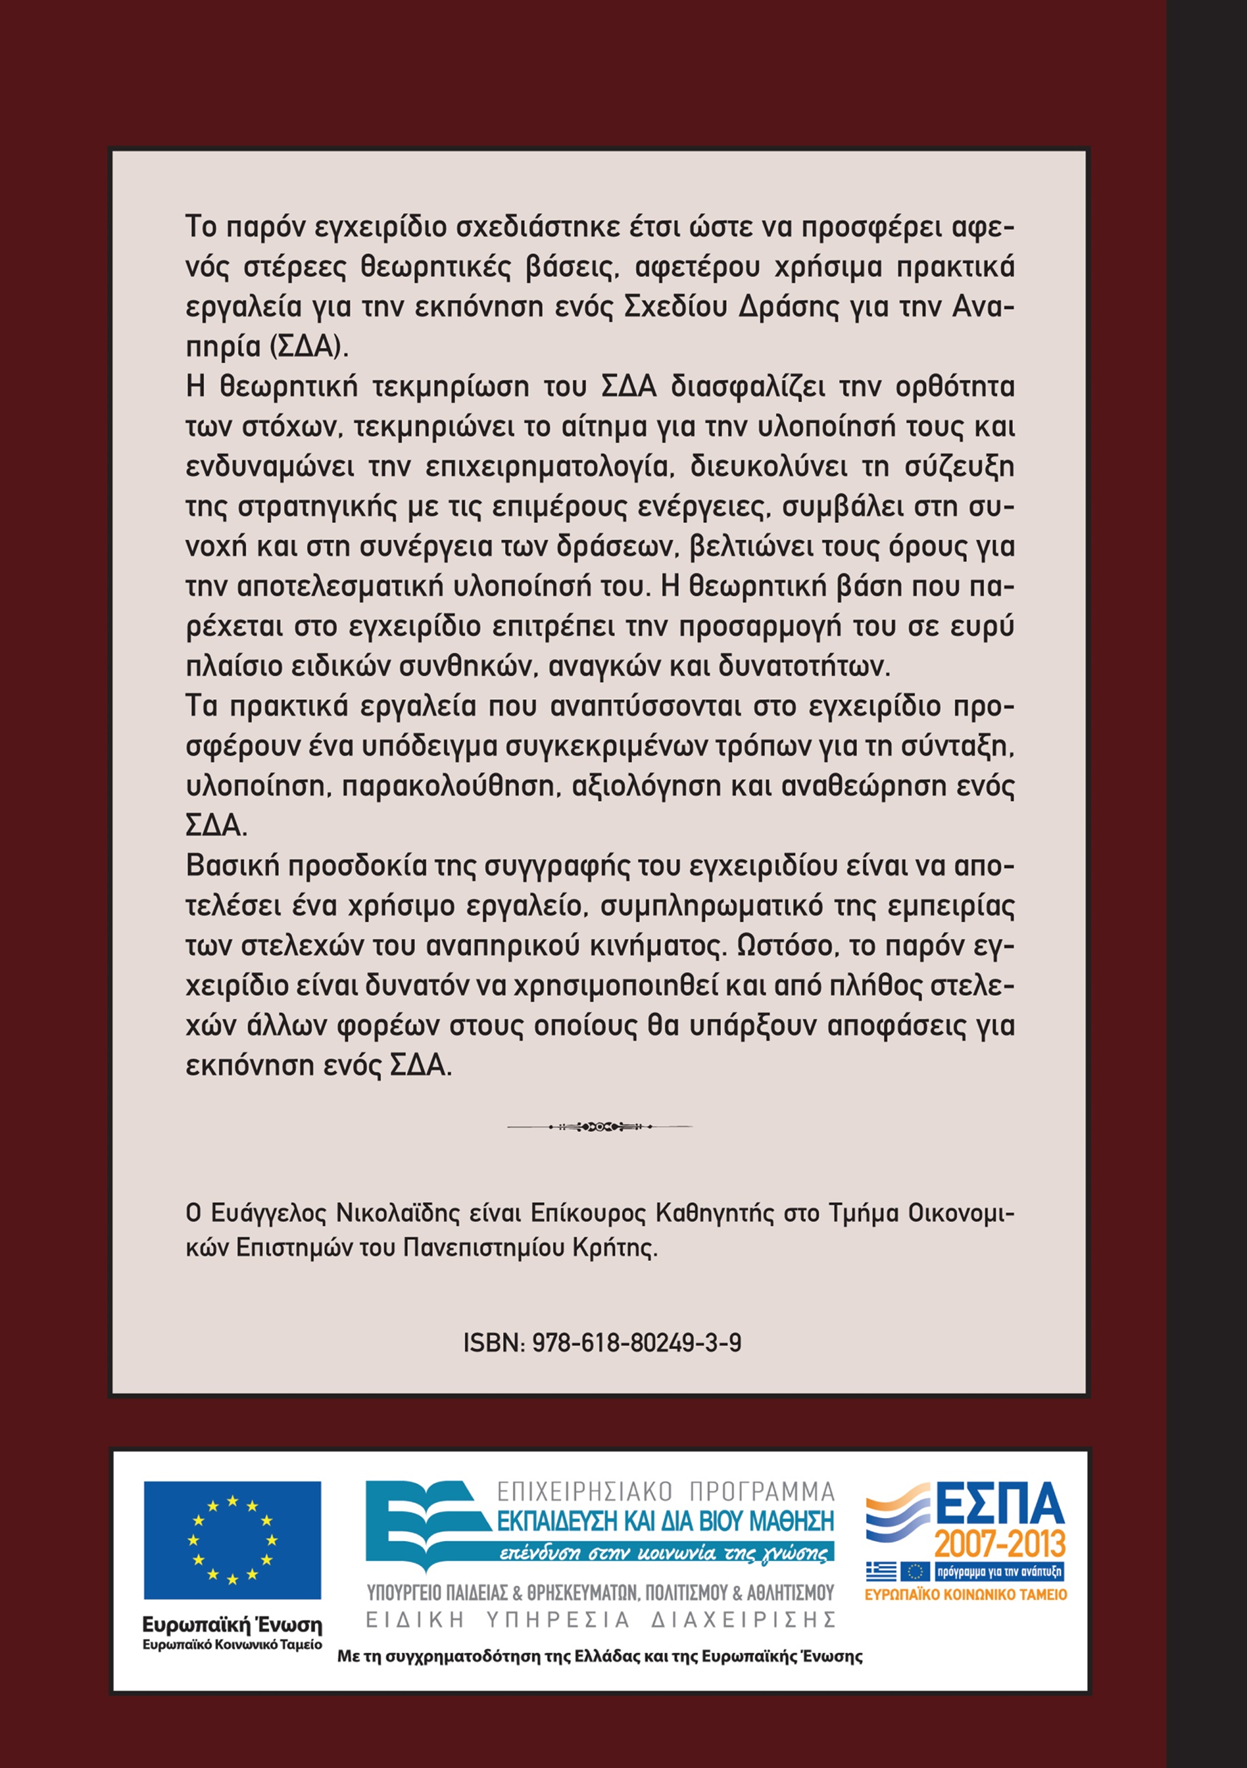 Το παρόν εγχειρίδιο σχεδιάστηκε έτσι ώστε να προσφέρει αφε-
νός στέρεες θεωρητικές βάσεις, αφετέρου χρήσιμα πρακτικά
εργαλεία για την εκπόνηση ενός Σχεδίου Δράσης για την Ανα-
πηρία (ΣΔΑ).
Η θεωρητική τεκμηρίωση του ΣΔΑ διασφαλίζει την ορθότητα
των στόχων, τεκμηριώνει το αίτημα για την υλοποίησή τους και
ενδυναμώνει την επιχειρηματολογία, διευκολύνει τη σύζευξη
της στρατηγικής με τις επιμέρους ενέργειες, συμβάλει στη συ-
νοχή και στη συνέργεια των δράσεων, βελτιώνει τους όρους για
την αποτελεσματική υλοποίησή του. Η θεωρητική βάση που πα-
ρέχεται στο εγχειρίδιο επιτρέπει την προσαρμογή του σε ευρύ
πλαίσιο ειδικών συνθηκών, αναγκών και δυνατοτήτων.
Τα πρακτικά εργαλεία που αναπτύσσονται στο εγχειρίδιο προ-
σφέρουν ένα υπόδειγμα συγκεκριμένων τρόπων για τη σύνταξη,
υλοποίηση, παρακολούθηση, αξιολόγηση και αναθεώρηση ενός
ΣΔΑ.
Βασική προσδοκία της συγγραφής του εγχειριδίου είναι να απο-
τελέσει ένα χρήσιμο εργαλείο, συμπληρωματικό της εμπειρίας
των στελεχών του αναπηρικού κινήματος. Ωστόσο, το παρόν εγ-
χειρίδιο είναι δυνατόν να χρησιμοποιηθεί και από πλήθος στελε-
χών άλλων φορέων στους οποίους θα υπάρξουν αποφάσεις για
εκπόνηση ενός ΣΔΑ.
Ο Ευάγγελος Νικολαΐδης είναι Επίκουρος Καθηγητής στο Τμήμα Οικονομι-
κών Επιστημών του Πανεπιστημίου Κρήτης.
ISBN: 978-618-80249-3-9
Ευρωπαϊκή Ένωση
Ευρωπαϊκό Κοινωνικό Ταμείο
ΕΠΙΧΕΙΡΗΣΙΑΚΟ ΠΡΟΓΡΑΜΜΑ
ΕΚΠΑΙΔΕΥΣΗ ΚΑΙ ΔΙΑ ΒΙΟΥ ΜΑΘΗΣΗ
επένδυση στην κοινωνία της γνώσης
ΥΠΟΥΡΓΕΙΟ ΠΑΙΔΕΙΑΣ & ΘΡΗΣΚΕΥΜΑΤΩΝ, ΠΟΛΙΤΙΣΜΟΥ & ΑΘΛΗΤΙΣΜΟΥ
ΕΙΔΙΚΗ ΥΠΗΡΕΣΙΑ ΔΙΑΧΕΙΡΙΣΗΣ
Με τη συγχρηματοδότηση της Ελλάδας και της Ευρωπαϊκής Ένωσης
ΕΣΠΑ
2007-2013
πρόγραμμα για την ανάπτυξη
ΕΥΡΩΠΑΪΚΟ ΚΟΙΝΩΝΙΚΟ ΤΑΜΕΙΟ